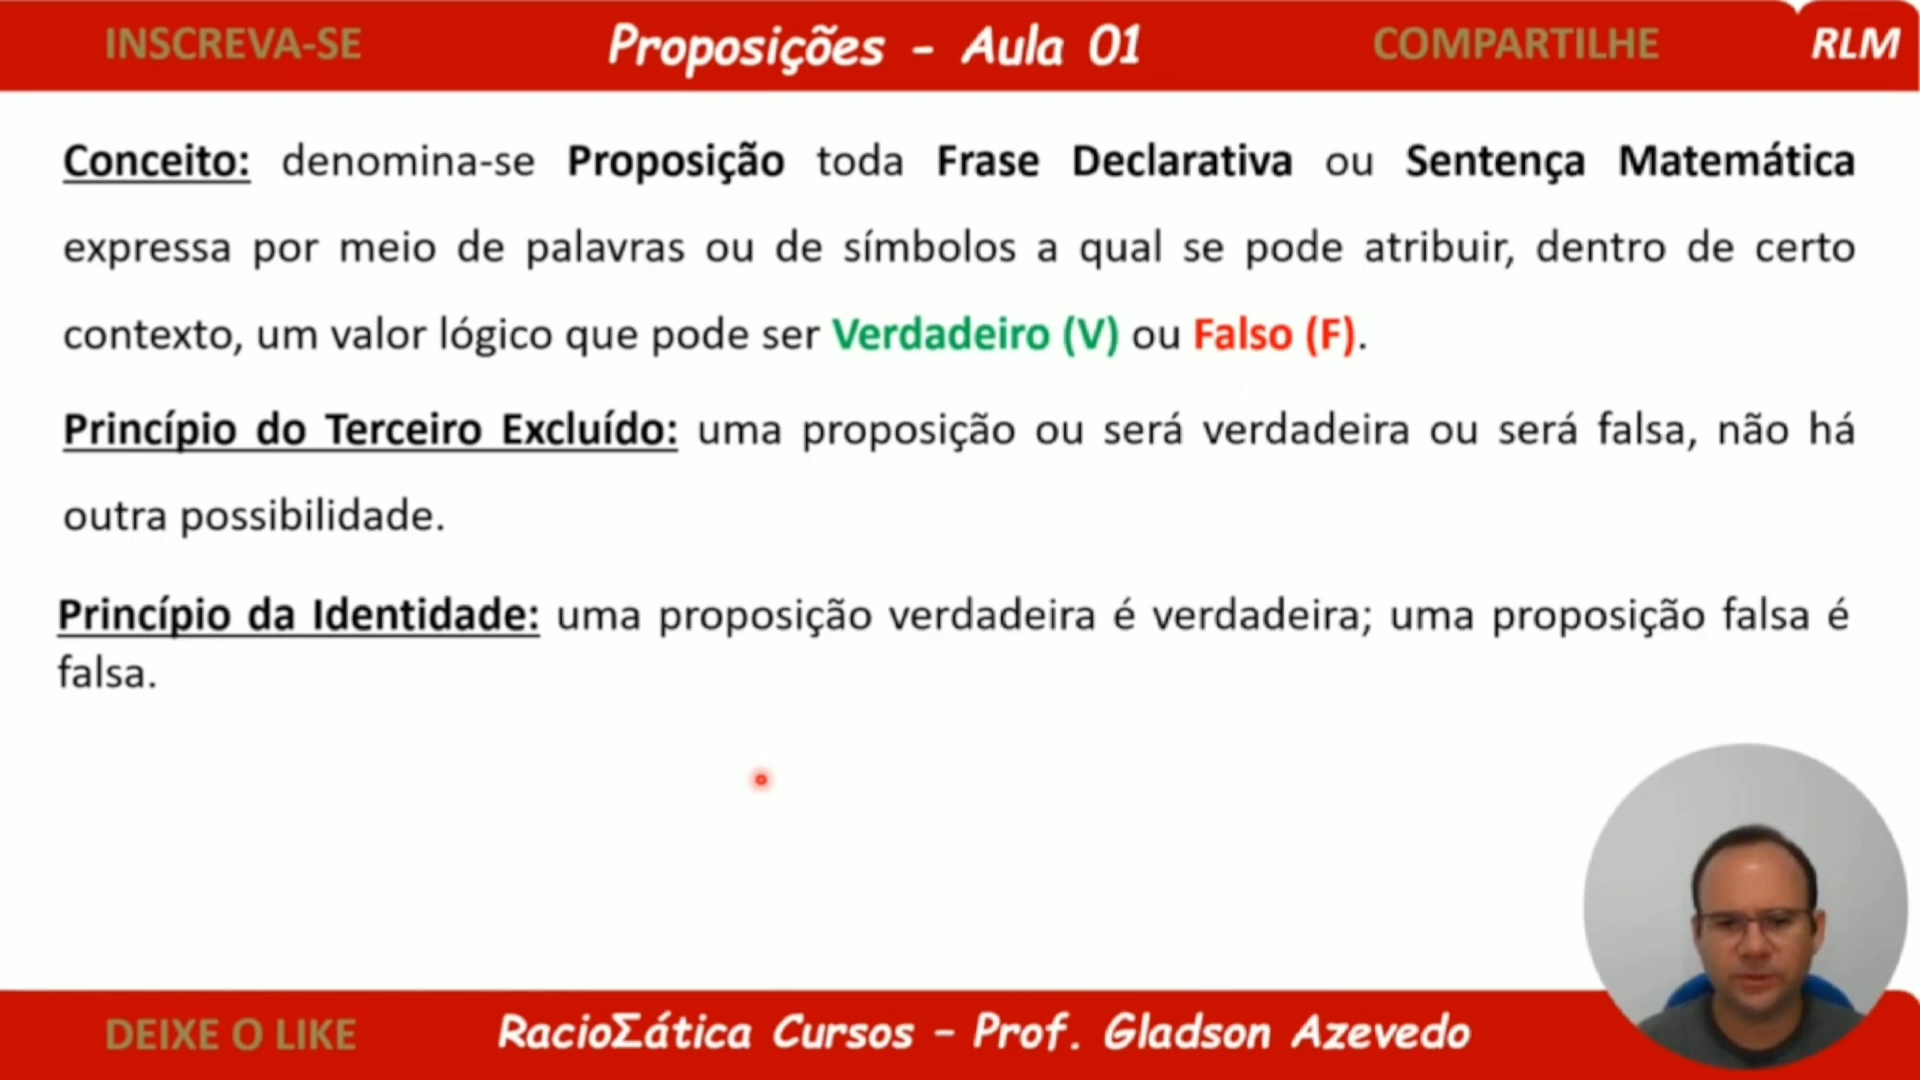 INSCREVA-SE Proposições - Aula 01 COMPARTILHE RLM
Conceito: denomina-se Proposição toda Frase Declarativa ou Sentença Matemática
expressa por meio de palavras ou de símbolos a qual se pode atribuir, dentro de certo
contexto, um valor lógico que pode ser Verdadeiro (V) ou Falso (F).
Princípio do Terceiro Excluído: uma proposição ou será verdadeira ou será falsa, não há
outra possibilidade.
Princípio da Identidade: uma proposição verdadeira é verdadeira; uma proposição falsa é
falsa.
DEIXE O LIKE RacioΣática Cursos – Prof. Gladson Azevedo